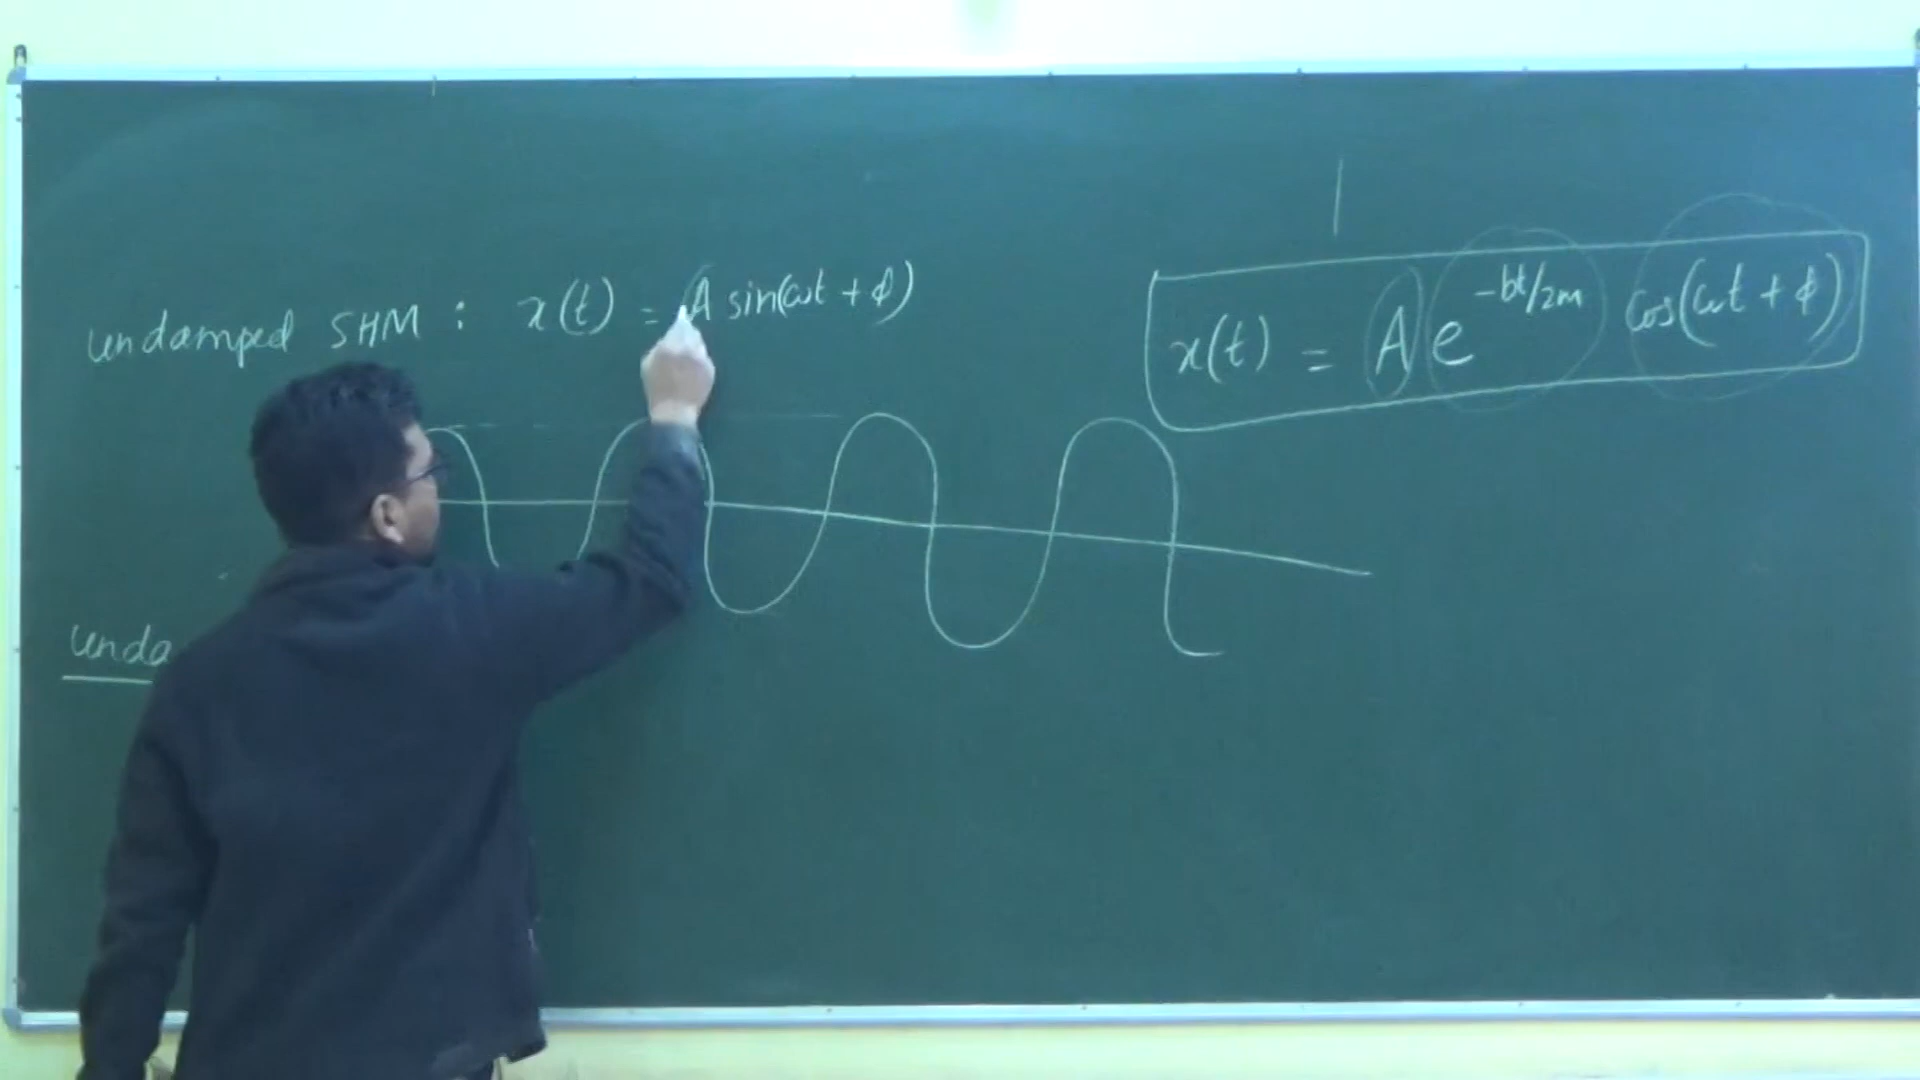 undamped SHM : x(t) = A sin(ωt + φ)
x(t) = A e^{-bt/2m} cos(ωt + φ)
unda